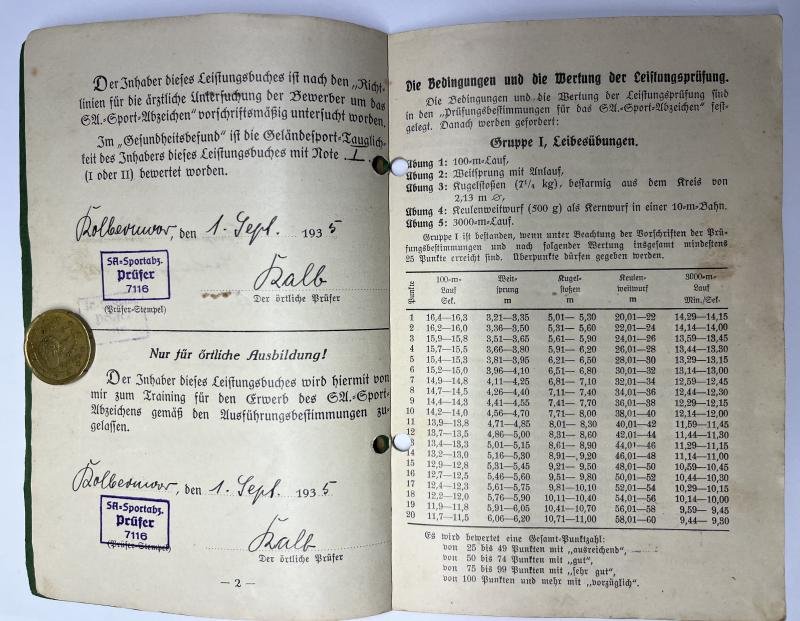 Der Inhaber dieses Leistungsbuches ist nach den „Richt-
linien für die ärztliche Untersuchung der Bewerber um das
SA.-Sport-Abzeichen“ vorschriftsmäßig untersucht worden.
Im „Gesundheitsbefund“ ist die Geländesport-Tauglich-
keit des Inhabers dieses Leistungsbuches mit Note I.
(I oder II) bewertet worden.
Kolbermoor, den 1. Sept. 1935
SA-Sportabz.
Prüfer
7116
Kalb
(Prüfer-Stempel)
Der örtliche Prüfer
Nur für örtliche Ausbildung!
Der Inhaber dieses Leistungsbuches wird hiermit von
mir zum Training für den Erwerb des SA.-Sport-
Abzeichens gemäß den Ausführungsbestimmungen zu-
gelassen.
Kolbermoor, den 1. Sept. 1935
SA-Sportabz.
Prüfer
7116
Kalb
(Prüfer-Stempel)
Der örtliche Prüfer
— 2 —
Die Bedingungen und die Wertung der Leistungsprüfung.
Die Bedingungen und die Wertung der Leistungsprüfung sind
in den „Prüfungsbestimmungen für das SA.-Sport-Abzeichen“ fest-
gelegt. Danach werden gefordert:
Gruppe I, Leibesübungen.
Übung 1: 100-m-Lauf,
Übung 2: Weitsprung mit Anlauf,
Übung 3: Kugelstoßen (7¼ kg), bestarmig aus dem Kreis von
2,13 m ⌀,
Übung 4: Keulenweitwurf (500 g) als Kernwurf in einer 10-m-Bahn.
Übung 5: 3000-m-Lauf.
Gruppe I ist bestanden, wenn unter Beachtung der Vorschriften der Prü-
fungsbestimmungen und nach folgender Wertung insgesamt mindestens
25 Punkte erreicht sind. Überpunkte dürfen gegeben werden.
Punkte 100-m-Lauf Sek. Weitsprung m Kugelstoßen m Keulenweitwurf m 3000-m-Lauf Min./Sek.
1 16,4—16,3 3,21—3,35 5,01— 5,30 20,01—22 14,29—14,15
2 16,2—16,0 3,36—3,50 5,31— 5,60 22,01—24 14,14—14,00
3 15,9—15,8 3,51—3,65 5,61— 5,90 24,01—26 13,59—13,45
4 15,7—15,5 3,66—3,80 5,91— 6,20 26,01—28 13,44—13,30
5 15,4—15,3 3,81—3,95 6,21— 6,50 28,01—30 13,29—13,15
6 15,2—15,0 3,96—4,10 6,51— 6,80 30,01—32 13,14—13,00
7 14,9—14,8 4,11—4,25 6,81— 7,10 32,01—34 12,59—12,45
8 14,7—14,5 4,26—4,40 7,11— 7,40 34,01—36 12,44—12,30
9 14,4—14,3 4,41—4,55 7,41— 7,70 36,01—38 12,29—12,15
10 14,2—14,0 4,56—4,70 7,71— 8,00 38,01—40 12,14—12,00
11 13,9—13,8 4,71—4,85 8,01— 8,30 40,01—42 11,59—11,45
12 13,7—13,5 4,86—5,00 8,31— 8,60 42,01—44 11,44—11,30
13 13,4—13,3 5,01—5,15 8,61— 8,90 44,01—46 11,29—11,15
14 13,2—13,0 5,16—5,30 8,91— 9,20 46,01—48 11,14—11,00
15 12,9—12,8 5,31—5,45 9,21— 9,50 48,01—50 10,59—10,45
16 12,7—12,5 5,46—5,60 9,51— 9,80 50,01—52 10,44—10,30
17 12,4—12,3 5,61—5,75 9,81—10,10 52,01—54 10,29—10,15
18 12,2—12,0 5,76—5,90 10,11—10,40 54,01—56 10,14—10,00
19 11,9—11,8 5,91—6,05 10,41—10,70 56,01—58 9,59— 9,45
20 11,7—11,5 6,06—6,20 10,71—11,00 58,01—60 9,44— 9,30
Es wird bewertet eine Gesamt-Punktzahl:
von 25 bis 49 Punkten mit „ausreichend“,
von 50 bis 74 Punkten mit „gut“,
von 75 bis 99 Punkten mit „sehr gut“,
von 100 Punkten und mehr mit „vorzüglich“.